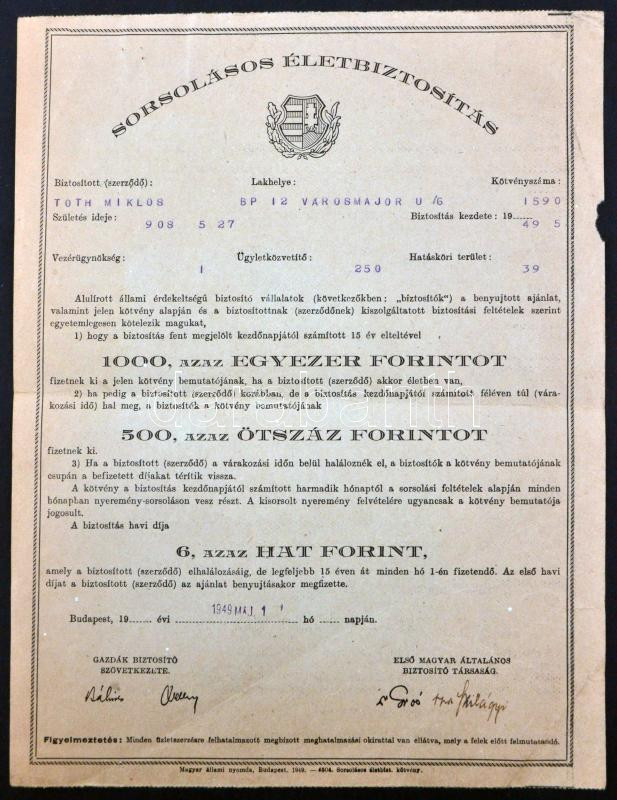 SORSOLÁSOS ÉLETBIZTOSÍTÁS
Biztosított (szerződő): Lakhelye: Kötvényszáma:
TOTH MIKLOS BP 12 VÁROSMAJOR U /6 1590
Születés ideje: Biztosítás kezdete: 19
908 5 27 49 5
Vezérügynökség: Ügyletközvetítő: Hatásköri terület:
1 250 39
Alulírott állami érdekeltségű biztosító vállalatok (következőkben: „biztosítók") a benyujtott ajánlat,
valamint jelen kötvény alapján és a biztosítottnak (szerződőnek) kiszolgáltatott biztosítási feltételek szerint
egyetemlegesen kötelezik magukat,
1) hogy a biztosítás fent megjelölt kezdőnapjától számított 15 év elteltével
1000, AZAZ EGYEZER FORINTOT
fizetnek ki a jelen kötvény bemutatójának, ha a biztosított (szerződő) akkor életben van,
2) ha pedig a biztosított (szerződő) korábban, de a biztosítás kezdőnapjától számított féléven túl (vára-
kozási idő) hal meg, a biztosítók a kötvény bemutatójának
500, AZAZ ÖTSZÁZ FORINTOT
fizetnek ki.
3) Ha a biztosított (szerződő) a várakozási időn belül haláloznék el, a biztosítók a kötvény bemutatójának
csupán a befizetett díjakat térítik vissza.
A kötvény a biztosítás kezdőnapjától számított harmadik hónaptól a sorsolási feltételek alapján minden
hónapban nyeremény-sorsoláson vesz részt. A kisorsolt nyeremény felvételére ugyancsak a kötvény bemutatója
jogosult.
A biztosítás havi díja
6, AZAZ HAT FORINT,
amely a biztosított (szerződő) elhalálozásáig, de legfeljebb 15 éven át minden hó 1-én fizetendő. Az első havi
díjat a biztosított (szerződő) az ajánlat benyujtásakor megfizette.
Budapest, 19...... évi 1949 MÁJ. 1 hó ...... napján.
GAZDÁK BIZTOSÍTÓ ELSŐ MAGYAR ÁLTALÁNOS
SZÖVETKEZETE. BIZTOSÍTÓ TÁRSASÁG.
Figyelmeztetés: Minden üzletszerzésre felhatalmazott megbízott meghatalmazási okirattal van ellátva, mely a felek előtt felmutatandó.
Magyar állami nyomda, Budapest, 1949. — 4504. Sorsolásos életbizt. kötvény.
darabanth